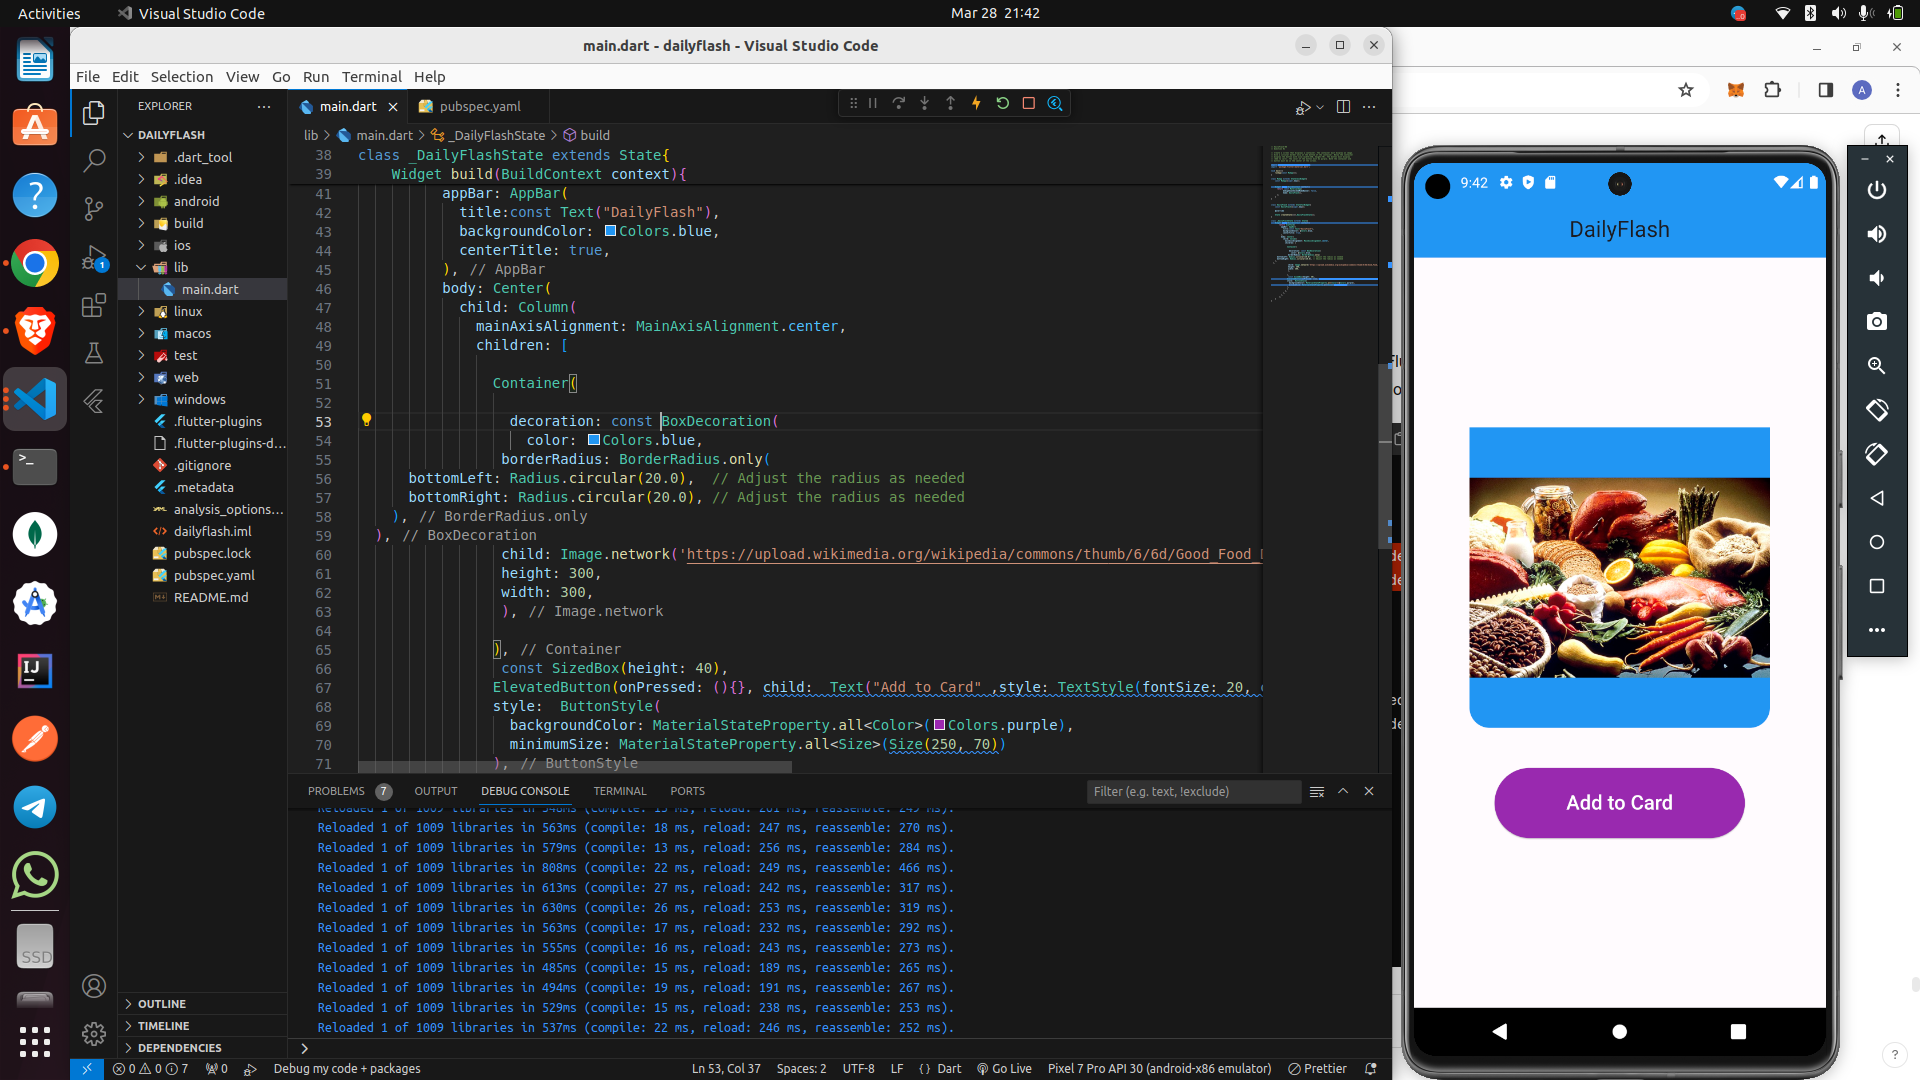 Activities
Visual Studio Code
Mar 28 21:42
main.dart - dailyflash - Visual Studio Code
File Edit Selection View Go Run Terminal Help
EXPLORER
main.dart
pubspec.yaml
DAILYFLASH
.dart_tool
.idea
android
build
ios
lib
main.dart
linux
macos
test
web
windows
.flutter-plugins
.flutter-plugins-d...
.gitignore
.metadata
analysis_options...
dailyflash.iml
pubspec.lock
pubspec.yaml
README.md
OUTLINE
TIMELINE
DEPENDENCIES
lib > main.dart > _DailyFlashState > build
38 class _DailyFlashState extends State{
39 Widget build(BuildContext context){
41 appBar: AppBar(
42 title:const Text("DailyFlash"),
43 backgroundColor: Colors.blue,
44 centerTitle: true,
45 ), // AppBar
46 body: Center(
47 child: Column(
48 mainAxisAlignment: MainAxisAlignment.center,
49 children: [
50
51 Container(
52
53 decoration: const BoxDecoration(
54 color: Colors.blue,
55 borderRadius: BorderRadius.only(
56 bottomLeft: Radius.circular(20.0), // Adjust the radius as needed
57 bottomRight: Radius.circular(20.0), // Adjust the radius as needed
58 ), // BorderRadius.only
59 ), // BoxDecoration
60 child: Image.network('https://upload.wikimedia.org/wikipedia/commons/thumb/6/6d/Good_Food_
61 height: 300,
62 width: 300,
63 ), // Image.network
64
65 ), // Container
66 const SizedBox(height: 40),
67 ElevatedButton(onPressed: (){}, child: Text("Add to Card" ,style: TextStyle(fontSize: 20,
68 style: ButtonStyle(
69 backgroundColor: MaterialStateProperty.all<Color>(Colors.purple),
70 minimumSize: MaterialStateProperty.all<Size>(Size(250, 70))
71 ), // ButtonStyle
PROBLEMS 7 OUTPUT DEBUG CONSOLE TERMINAL PORTS
Filter (e.g. text, !exclude)
Reloaded 1 of 1009 libraries in 563ms (compile: 18 ms, reload: 247 ms, reassemble: 270 ms).
Reloaded 1 of 1009 libraries in 579ms (compile: 13 ms, reload: 256 ms, reassemble: 284 ms).
Reloaded 1 of 1009 libraries in 808ms (compile: 22 ms, reload: 249 ms, reassemble: 466 ms).
Reloaded 1 of 1009 libraries in 613ms (compile: 27 ms, reload: 242 ms, reassemble: 317 ms).
Reloaded 1 of 1009 libraries in 630ms (compile: 26 ms, reload: 253 ms, reassemble: 319 ms).
Reloaded 1 of 1009 libraries in 563ms (compile: 17 ms, reload: 232 ms, reassemble: 292 ms).
Reloaded 1 of 1009 libraries in 555ms (compile: 16 ms, reload: 243 ms, reassemble: 273 ms).
Reloaded 1 of 1009 libraries in 485ms (compile: 15 ms, reload: 189 ms, reassemble: 265 ms).
Reloaded 1 of 1009 libraries in 494ms (compile: 19 ms, reload: 191 ms, reassemble: 267 ms).
Reloaded 1 of 1009 libraries in 529ms (compile: 15 ms, reload: 238 ms, reassemble: 253 ms).
Reloaded 1 of 1009 libraries in 537ms (compile: 22 ms, reload: 246 ms, reassemble: 252 ms).
0 0 7 0 Debug my code + packages
Ln 53, Col 37 Spaces: 2 UTF-8 LF {} Dart Go Live Pixel 7 Pro API 30 (android-x86 emulator) Prettier
9:42
DailyFlash
Add to Card
A
SSD
IJ